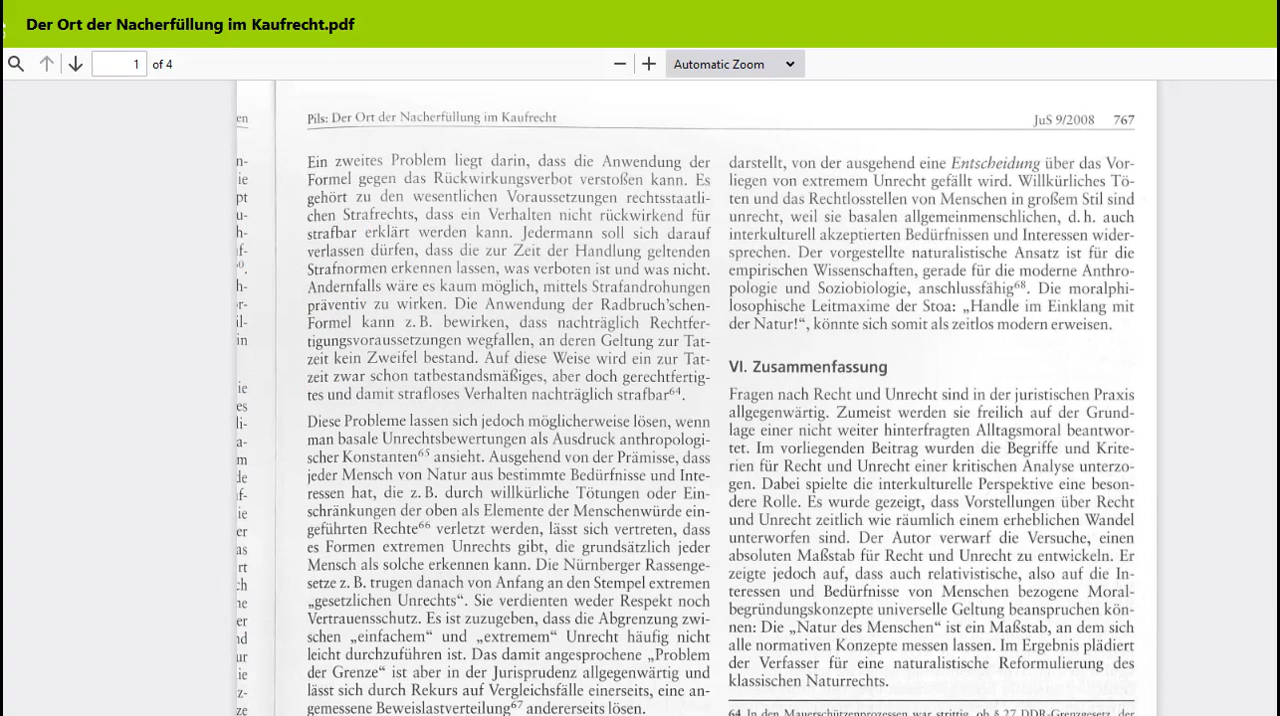 Der Ort der Nacherfüllung im Kaufrecht.pdf
1 of 4
Automatic Zoom
Pils: Der Ort der Nacherfüllung im Kaufrecht
JuS 9/2008 767
Ein zweites Problem liegt darin, dass die Anwendung der
Formel gegen das Rückwirkungsverbot verstoßen kann. Es
gehört zu den wesentlichen Voraussetzungen rechtsstaatli-
chen Strafrechts, dass ein Verhalten nicht rückwirkend für
strafbar erklärt werden kann. Jedermann soll sich darauf
verlassen dürfen, dass die zur Zeit der Handlung geltenden
Strafnormen erkennen lassen, was verboten ist und was nicht.
Andernfalls wäre es kaum möglich, mittels Strafandrohungen
präventiv zu wirken. Die Anwendung der Radbruch'schen-
Formel kann z. B. bewirken, dass nachträglich Rechtfer-
tigungsvoraussetzungen wegfallen, an deren Geltung zur Tat-
zeit kein Zweifel bestand. Auf diese Weise wird ein zur Tat-
zeit zwar schon tatbestandsmäßiges, aber doch gerechtfertig-
tes und damit strafloses Verhalten nachträglich strafbar⁶⁴.
Diese Probleme lassen sich jedoch möglicherweise lösen, wenn
man basale Unrechtsbewertungen als Ausdruck anthropologi-
scher Konstanten⁶⁵ ansieht. Ausgehend von der Prämisse, dass
jeder Mensch von Natur aus bestimmte Bedürfnisse und Inte-
ressen hat, die z. B. durch willkürliche Tötungen oder Ein-
schränkungen der oben als Elemente der Menschenwürde ein-
geführten Rechte⁶⁶ verletzt werden, lässt sich vertreten, dass
es Formen extremen Unrechts gibt, die grundsätzlich jeder
Mensch als solche erkennen kann. Die Nürnberger Rassenge-
setze z. B. trugen danach von Anfang an den Stempel extremen
„gesetzlichen Unrechts“. Sie verdienten weder Respekt noch
Vertrauensschutz. Es ist zuzugeben, dass die Abgrenzung zwi-
schen „einfachem“ und „extremem“ Unrecht häufig nicht
leicht durchzuführen ist. Das damit angesprochene „Problem
der Grenze“ ist aber in der Jurisprudenz allgegenwärtig und
lässt sich durch Rekurs auf Vergleichsfälle einerseits, eine an-
gemessene Beweislastverteilung⁶⁷ andererseits lösen.
darstellt, von der ausgehend eine Entscheidung über das Vor-
liegen von extremem Unrecht gefällt wird. Willkürliches Tö-
ten und das Rechtlosstellen von Menschen in großem Stil sind
unrecht, weil sie basalen allgemeinmenschlichen, d. h. auch
interkulturell akzeptierten Bedürfnissen und Interessen wider-
sprechen. Der vorgestellte naturalistische Ansatz ist für die
empirischen Wissenschaften, gerade für die moderne Anthro-
pologie und Soziobiologie, anschlussfähig⁶⁸. Die moralphi-
losophische Leitmaxime der Stoa: „Handle im Einklang mit
der Natur!“, könnte sich somit als zeitlos modern erweisen.
VI. Zusammenfassung
Fragen nach Recht und Unrecht sind in der juristischen Praxis
allgegenwärtig. Zumeist werden sie freilich auf der Grund-
lage einer nicht weiter hinterfragten Alltagsmoral beantwor-
tet. Im vorliegenden Beitrag wurden die Begriffe und Krite-
rien für Recht und Unrecht einer kritischen Analyse unterzo-
gen. Dabei spielte die interkulturelle Perspektive eine beson-
dere Rolle. Es wurde gezeigt, dass Vorstellungen über Recht
und Unrecht zeitlich wie räumlich einem erheblichen Wandel
unterworfen sind. Der Autor verwarf die Versuche, einen
absoluten Maßstab für Recht und Unrecht zu entwickeln. Er
zeigte jedoch auf, dass auch relativistische, also auf die In-
teressen und Bedürfnisse von Menschen bezogene Moral-
begründungskonzepte universelle Geltung beanspruchen kön-
nen: Die „Natur des Menschen“ ist ein Maßstab, an dem sich
alle normativen Konzepte messen lassen. Im Ergebnis plädiert
der Verfasser für eine naturalistische Reformulierung des
klassischen Naturrechts.
64 In den Mauerschützenprozessen war strittig, ob § 27 DDR-Grenzgesetz, der